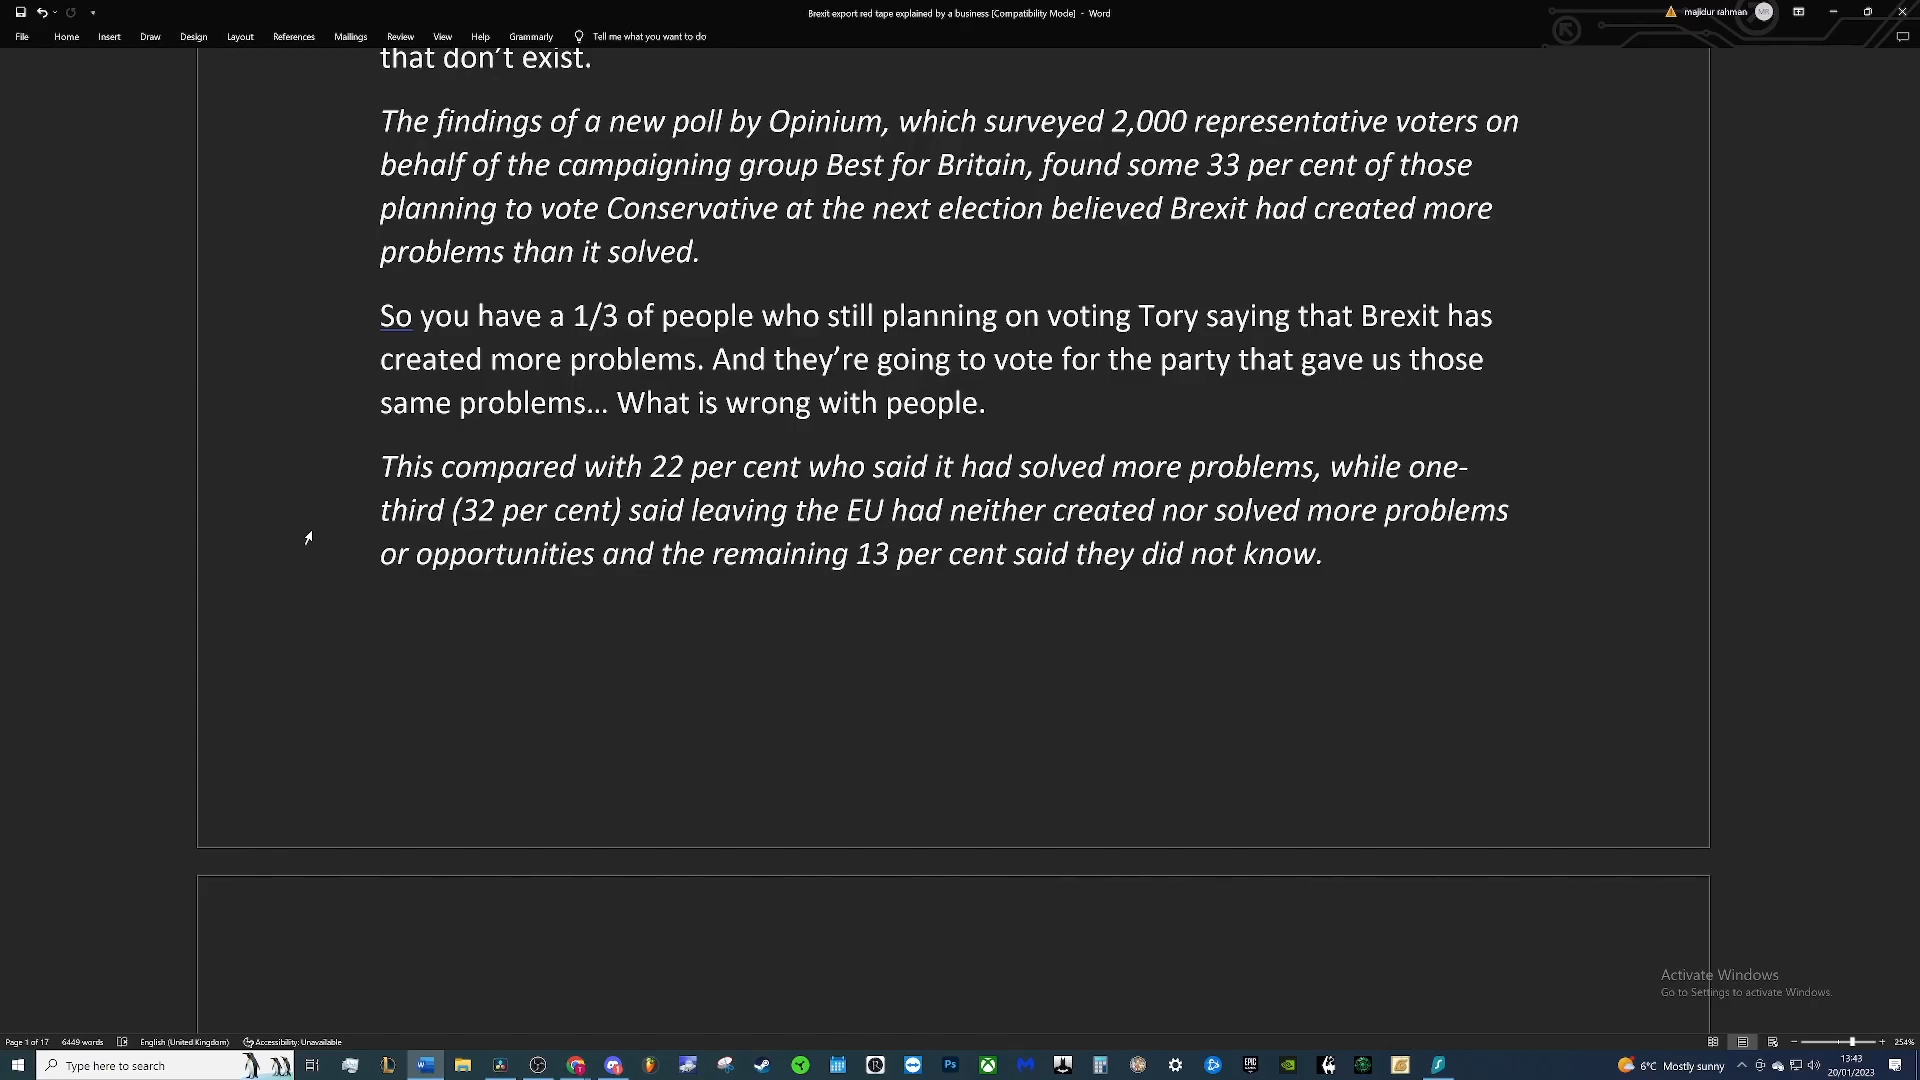 Brexit export red tape explained by a business [Compatibility Mode] - Word
majidur rahman
MR
File Home Insert Draw Design Layout References Mailings Review View Help Grammarly Tell me what you want to do
that don’t exist.
The findings of a new poll by Opinium, which surveyed 2,000 representative voters on
behalf of the campaigning group Best for Britain, found some 33 per cent of those
planning to vote Conservative at the next election believed Brexit had created more
problems than it solved.
So you have a 1/3 of people who still planning on voting Tory saying that Brexit has
created more problems. And they’re going to vote for the party that gave us those
same problems... What is wrong with people.
This compared with 22 per cent who said it had solved more problems, while one-
third (32 per cent) said leaving the EU had neither created nor solved more problems
or opportunities and the remaining 13 per cent said they did not know.
Activate Windows
Go to Settings to activate Windows.
Page 1 of 17 6449 words English (United Kingdom) Accessibility: Unavailable 254%
Type here to search
6°C Mostly sunny
13:43
20/01/2023